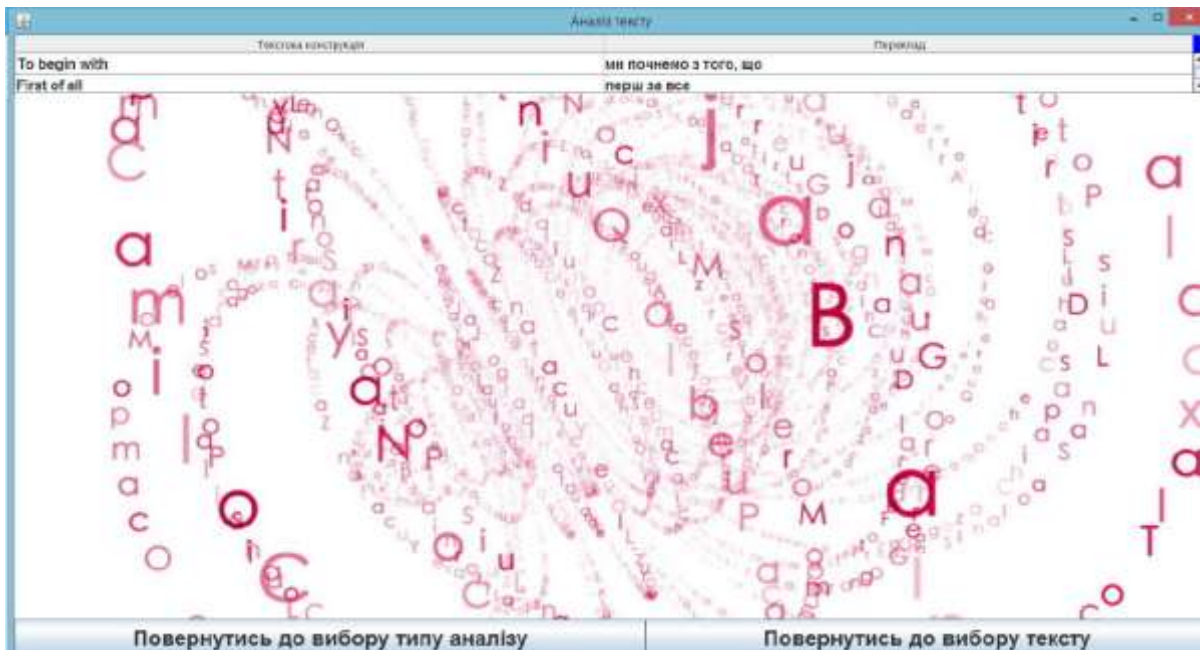 Аналіз тексту
Текстова конструкція Переклад
To begin with ми почнемо з того, що
First of all перш за все
Повернутись до вибору типу аналізу Повернутись до вибору тексту